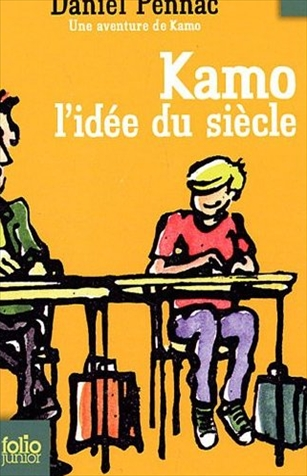 Daniel Pennac
Une aventure de Kamo
Kamo
l'idée du siècle
folio
junior